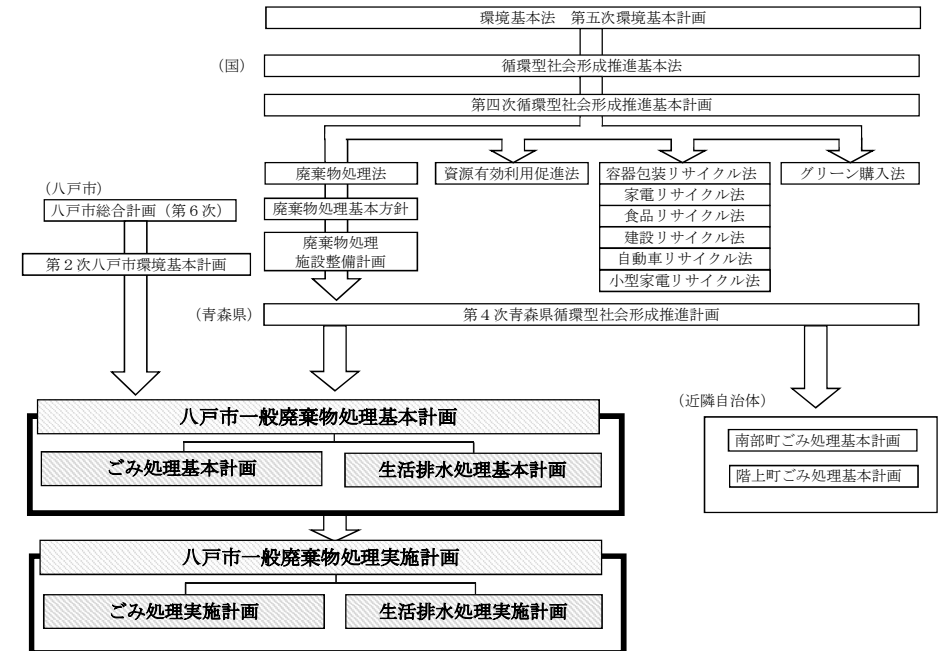 環境基本法　第五次環境基本計画
（国）
循環型社会形成推進基本法
第四次循環型社会形成推進基本計画
廃棄物処理法
資源有効利用促進法
容器包装リサイクル法
グリーン購入法
家電リサイクル法
食品リサイクル法
建設リサイクル法
自動車リサイクル法
小型家電リサイクル法
廃棄物処理基本方針
廃棄物処理
施設整備計画
（八戸市）
八戸市総合計画（第６次）
第２次八戸市環境基本計画
（青森県）
第４次青森県循環型社会形成推進計画
八戸市一般廃棄物処理基本計画
ごみ処理基本計画
生活排水処理基本計画
（近隣自治体）
南部町ごみ処理基本計画
階上町ごみ処理基本計画
八戸市一般廃棄物処理実施計画
ごみ処理実施計画
生活排水処理実施計画